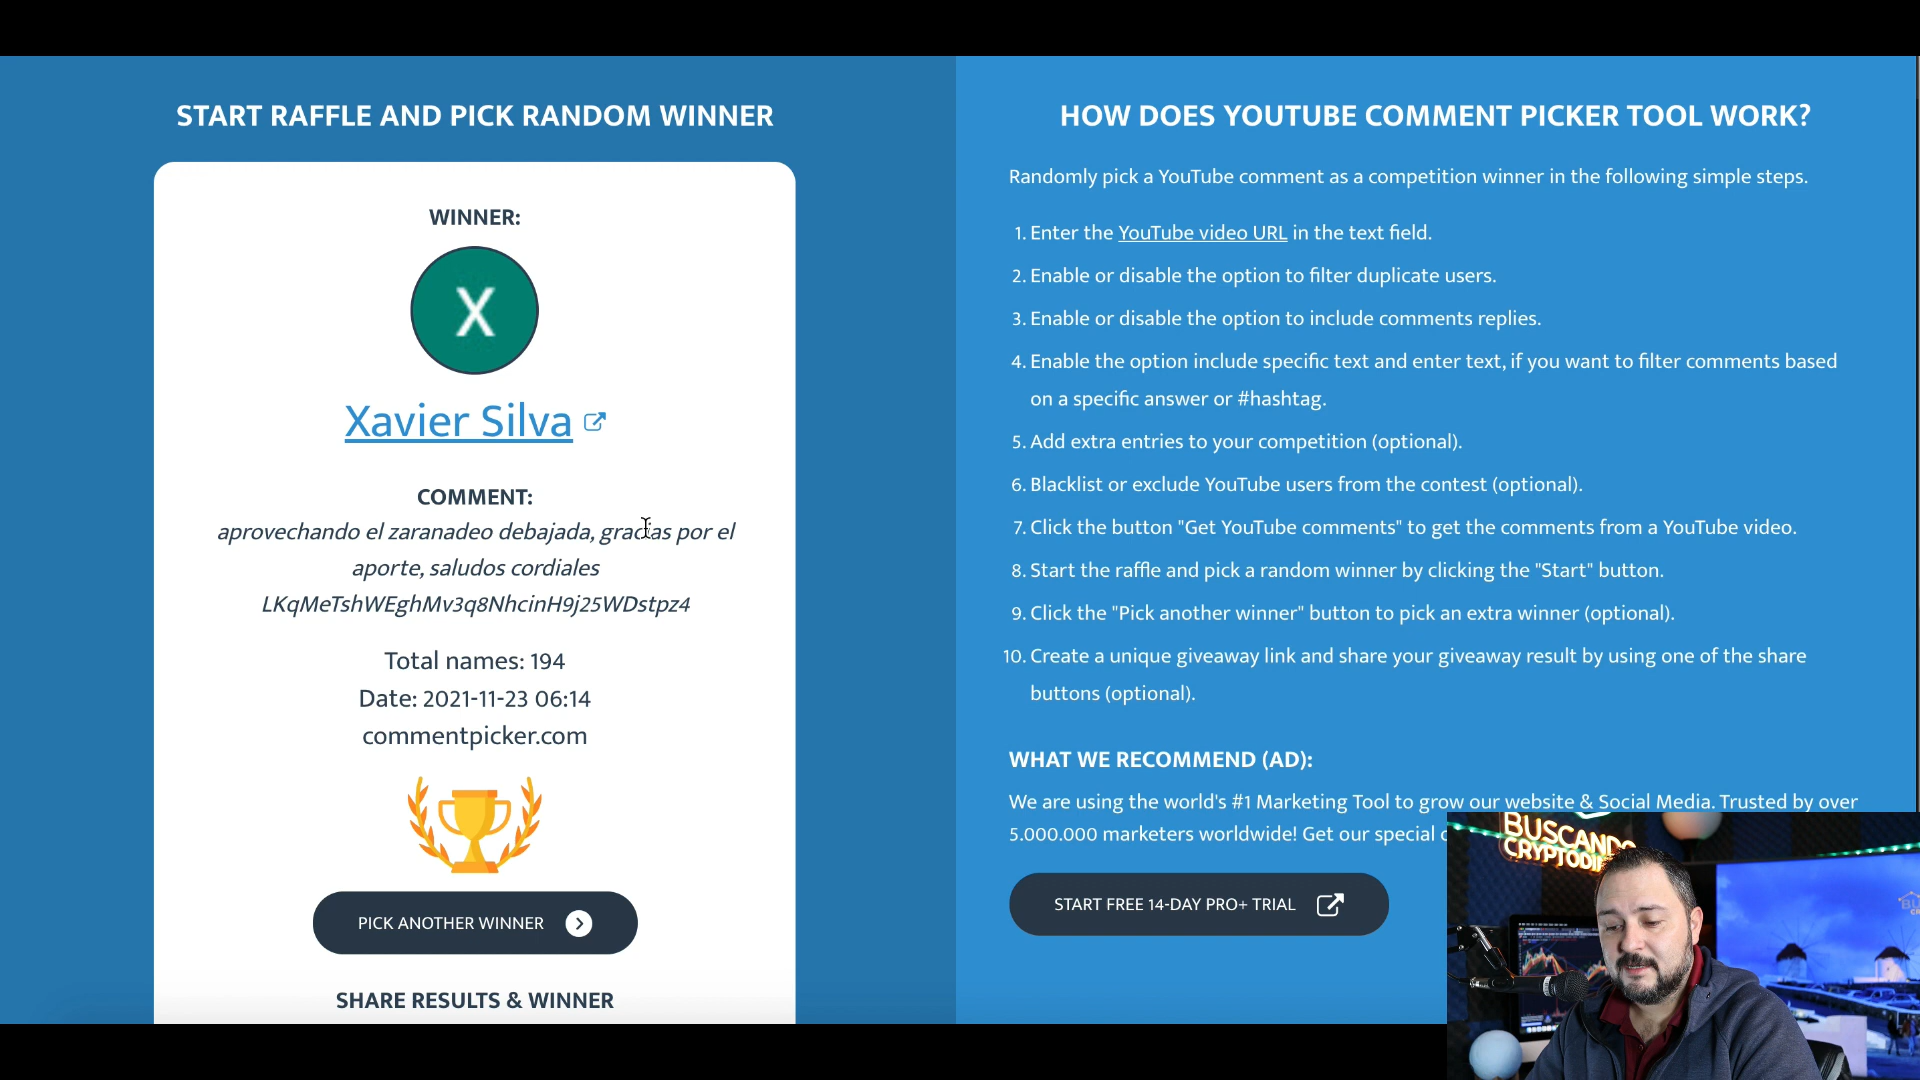 START RAFFLE AND PICK RANDOM WINNER
WINNER:
X
Xavier Silva
COMMENT:
aprovechando el zaranadeo debajada, gracias por el
aporte, saludos cordiales
LKqMeTshWEghMv3q8NhcinH9j25WDstpz4
Total names: 194
Date: 2021-11-23 06:14
commentpicker.com
PICK ANOTHER WINNER
SHARE RESULTS & WINNER
HOW DOES YOUTUBE COMMENT PICKER TOOL WORK?
Randomly pick a YouTube comment as a competition winner in the following simple steps.
1. Enter the YouTube video URL in the text field.
2. Enable or disable the option to filter duplicate users.
3. Enable or disable the option to include comments replies.
4. Enable the option include specific text and enter text, if you want to filter comments based
on a specific answer or #hashtag.
5. Add extra entries to your competition (optional).
6. Blacklist or exclude YouTube users from the contest (optional).
7. Click the button "Get YouTube comments" to get the comments from a YouTube video.
8. Start the raffle and pick a random winner by clicking the "Start" button.
9. Click the "Pick another winner" button to pick an extra winner (optional).
10. Create a unique giveaway link and share your giveaway result by using one of the share
buttons (optional).
WHAT WE RECOMMEND (AD):
We are using the world's #1 Marketing Tool to grow our website & Social Media. Trusted by over
5.000.000 marketers worldwide! Get our special
START FREE 14-DAY PRO+ TRIAL
BUSCANDO